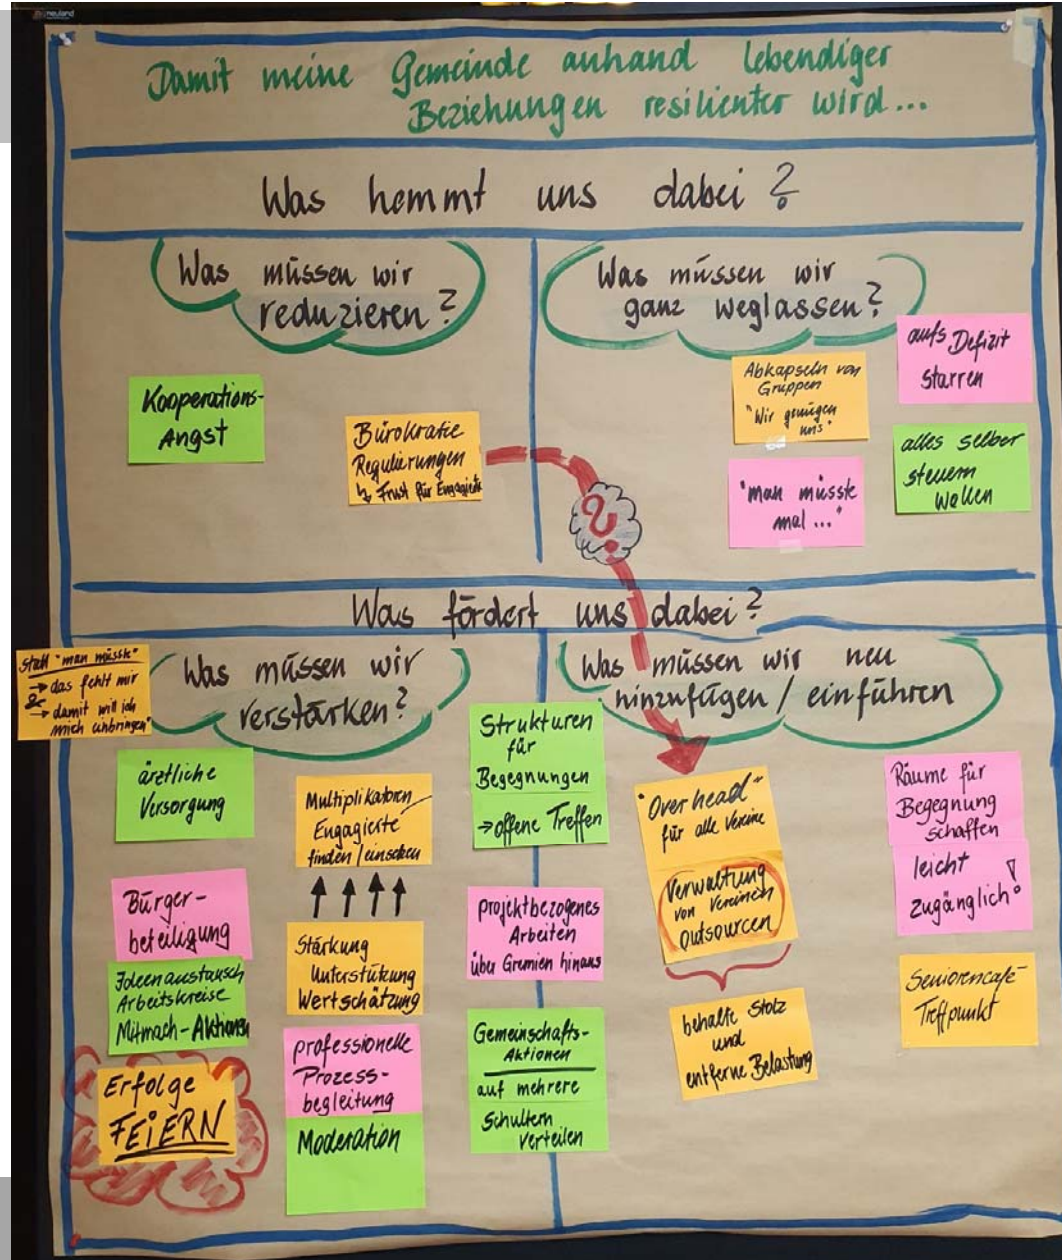 neuland
Damit meine Gemeinde anhand lebendiger
Beziehungen resilienter wird...
Was hemmt uns dabei?
Was müssen wir
reduzieren?
Kooperations-
Angst
Bürokratie
Regulierungen
↳ Frust für Engagierte
Was müssen wir
ganz weglassen?
Abkapseln von
Gruppen
"Wir genügen
uns"
aufs Defizit
starren
"man müsste
mal..."
alles selber
steuern
wollen
?
Was fördert uns dabei?
statt "man müsste"
→ das fehlt mir
&
→ damit will ich
mich einbringen"
Was müssen wir
verstärken?
ärztliche
Versorgung
Bürger-
beteiligung
Ideenaustausch
Arbeitskreise
Mitmach-Aktionen
Erfolge
FEiERN
Multiplikatoren
Engagierte
finden/einsetzen
Stärkung
Unterstützung
Wertschätzung
professionelle
Prozess-
begleitung
Moderation
Strukturen
für
Begegnungen
→ offene Treffen
projektbezogenes
Arbeiten
über Gremien hinaus
Gemeinschafts-
Aktionen
auf mehrere
Schultern
verteilen
Was müssen wir neu
hinzufügen / einführen
"Overhead"
für alle Vereine
Verwaltung
von Vereinen
outsourcen
behalte Stolz
und
entferne Belastung
Räume für
Begegnung
schaffen
leicht
zugänglich!
Seniorencafé
Treffpunkt